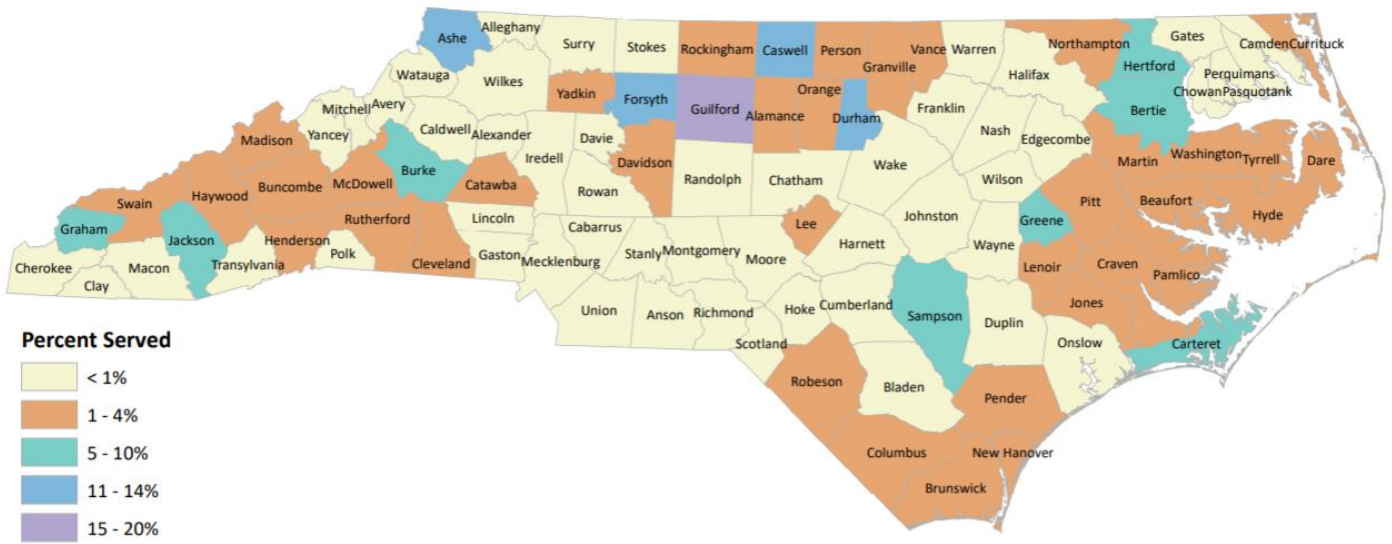 Ashe
Alleghany
Surry
Stokes
Rockingham
Caswell
Person
Vance
Granville
Warren
Northampton
Halifax
Hertford
Gates
Camden
Currituck
Perquimans
Chowan
Pasquotank
Bertie
Watauga
Wilkes
Yadkin
Forsyth
Guilford
Alamance
Orange
Durham
Franklin
Nash
Edgecombe
Mitchell
Avery
Yancey
Caldwell
Alexander
Davie
Iredell
Davidson
Randolph
Chatham
Wake
Wilson
Martin
Washington
Tyrrell
Dare
Madison
Buncombe
McDowell
Burke
Catawba
Rowan
Haywood
Swain
Rutherford
Lincoln
Cabarrus
Lee
Johnston
Greene
Pitt
Beaufort
Hyde
Graham
Jackson
Henderson
Polk
Cleveland
Gaston
Mecklenburg
Stanly
Montgomery
Moore
Harnett
Wayne
Lenoir
Craven
Pamlico
Cherokee
Macon
Transylvania
Clay
Union
Anson
Richmond
Hoke
Cumberland
Sampson
Duplin
Jones
Onslow
Carteret
Scotland
Robeson
Bladen
Pender
Columbus
New Hanover
Brunswick
Percent Served
< 1%
1 - 4%
5 - 10%
11 - 14%
15 - 20%